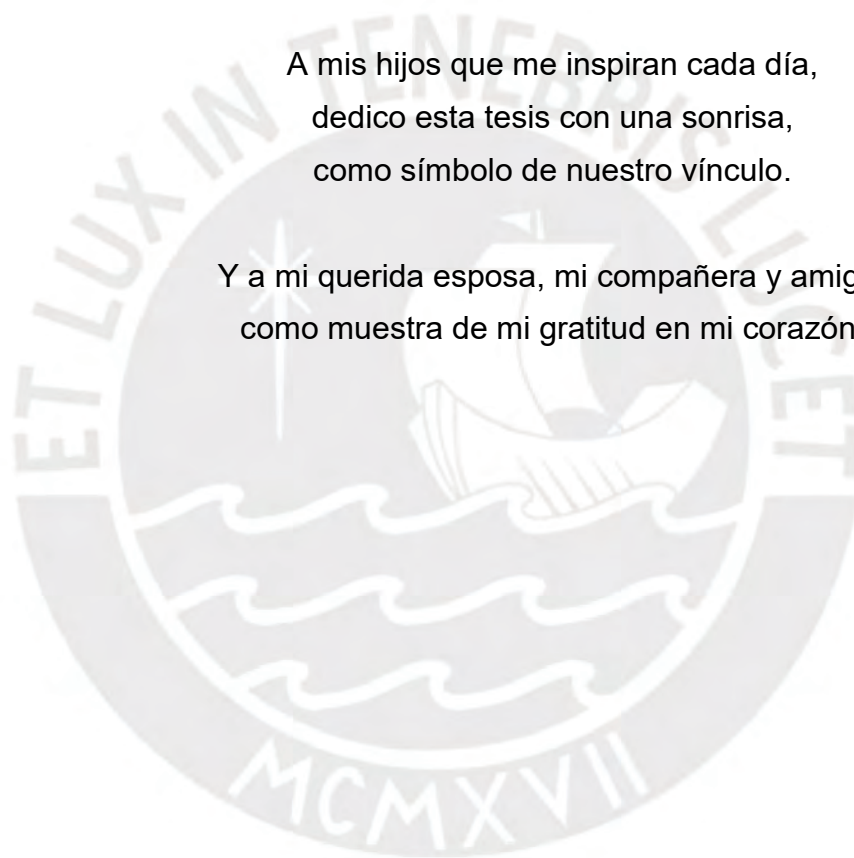 A mis hijos que me inspiran cada día,
dedico esta tesis con una sonrisa,
como símbolo de nuestro vínculo.
Y a mi querida esposa, mi compañera y
como muestra de mi gratitud en mi corazón
ET LUX IN TENEBRIS LUCET
MCMXVII